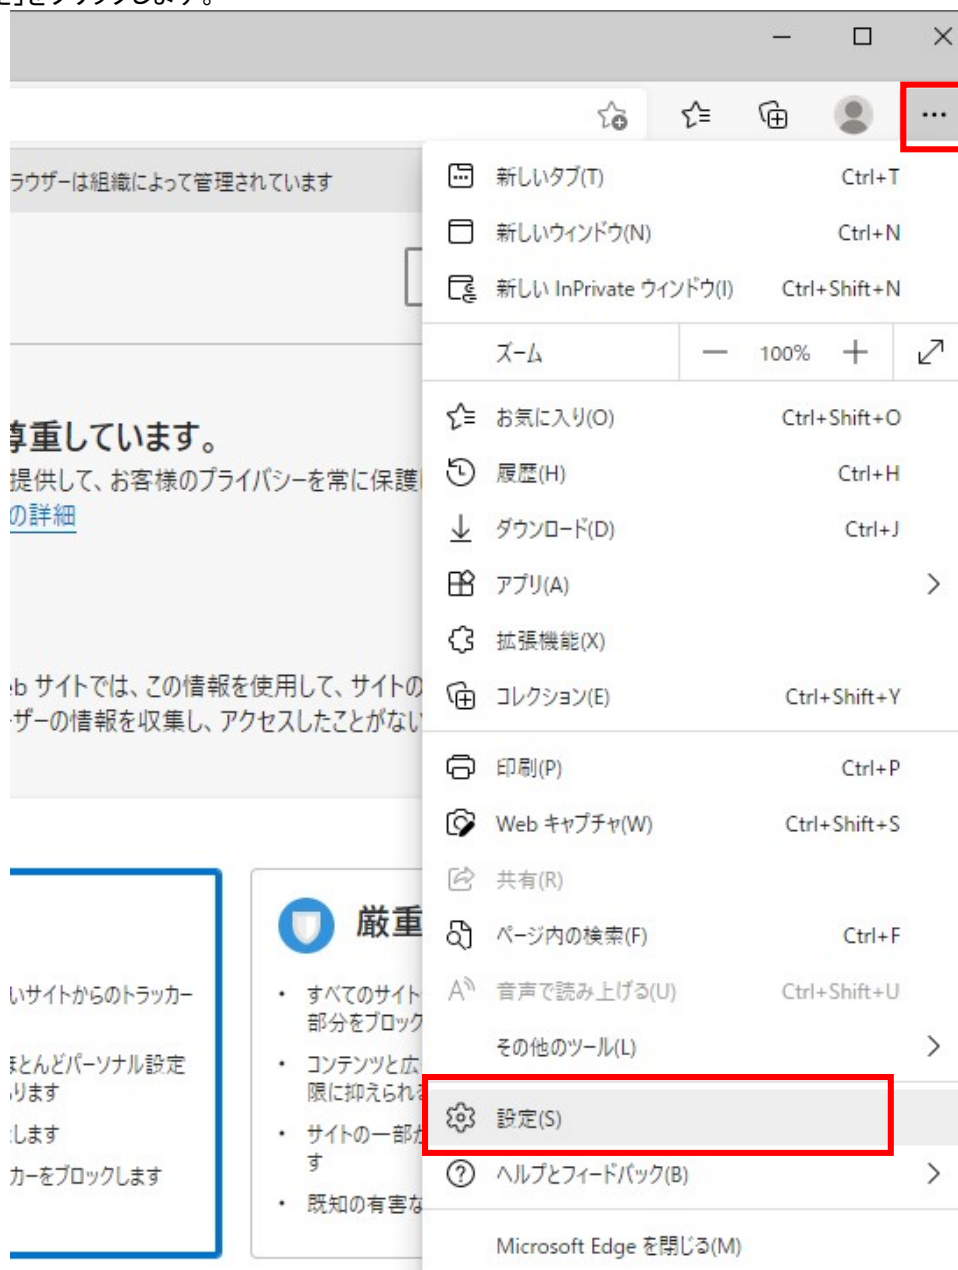 をクリックします。
ラウザーは組織によって管理されています
尊重しています。
提供して、お客様のプライバシーを常に保護
の詳細
eb サイトでは、この情報を使用して、サイトの
ーザーの情報を収集し、アクセスしたことがない
いサイトからのトラッカー
ほとんどパーソナル設定
ります
します
カーをブロックします
厳重
• すべてのサイト
部分をブロック
• コンテンツと広
限に抑えられる
• サイトの一部が
す
• 既知の有害な
新しいタブ(T) Ctrl+T
新しいウィンドウ(N) Ctrl+N
新しい InPrivate ウィンドウ(I) Ctrl+Shift+N
ズーム — 100% +
お気に入り(O) Ctrl+Shift+O
履歴(H) Ctrl+H
ダウンロード(D) Ctrl+J
アプリ(A)
拡張機能(X)
コレクション(E) Ctrl+Shift+Y
印刷(P) Ctrl+P
Web キャプチャ(W) Ctrl+Shift+S
共有(R)
ページ内の検索(F) Ctrl+F
音声で読み上げる(U) Ctrl+Shift+U
その他のツール(L)
設定(S)
ヘルプとフィードバック(B)
Microsoft Edge を閉じる(M)